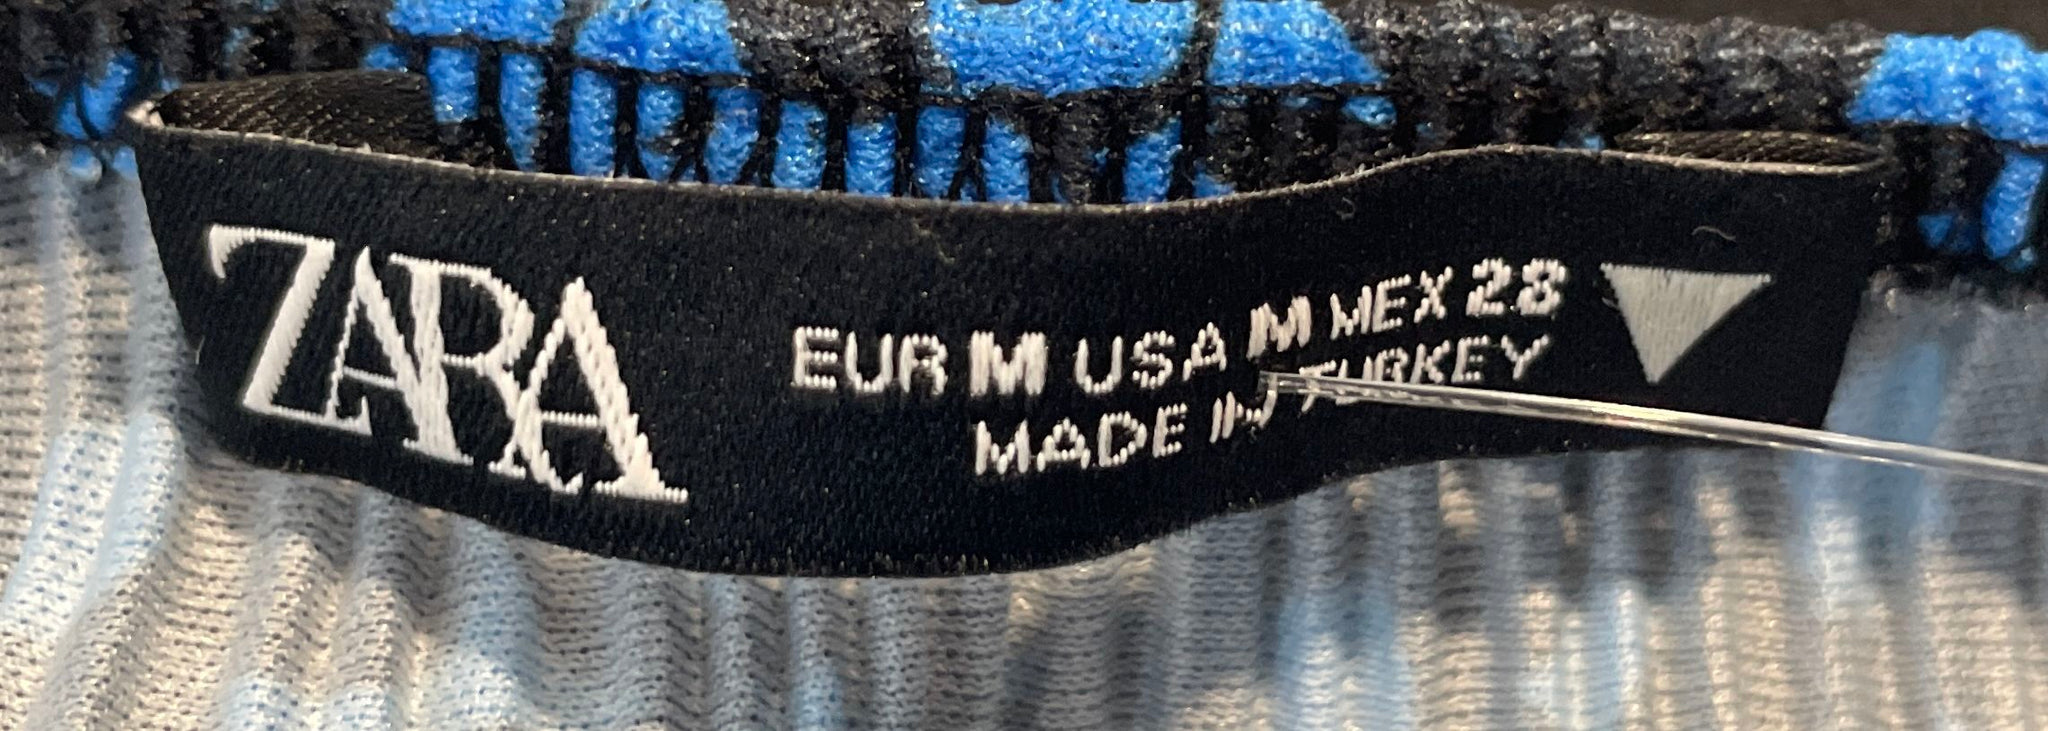 ZARA
EUR M USA M MEX 28
MADE IN TURKEY